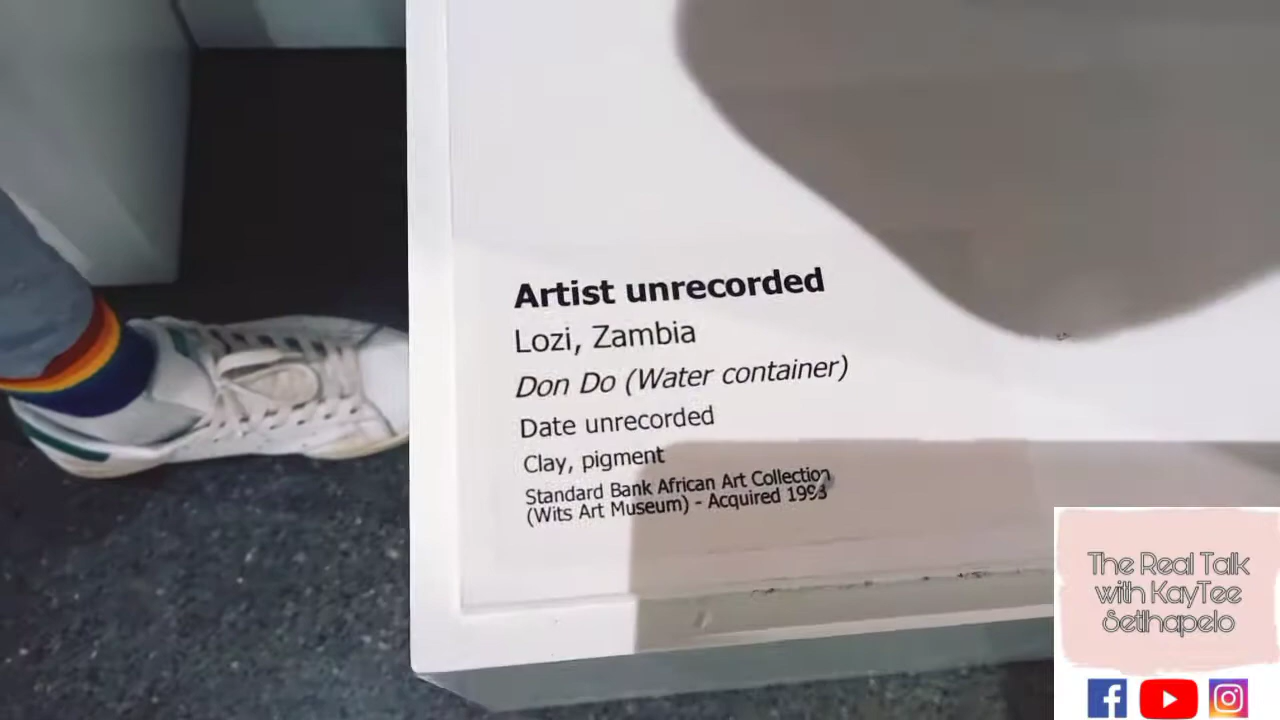 Artist unrecorded
Lozi, Zambia
Don Do (Water container)
Date unrecorded
Clay, pigment
Standard Bank African Art Collection
(Wits Art Museum) - Acquired 1993
The Real Talk
with KayTee
Setlhapelo